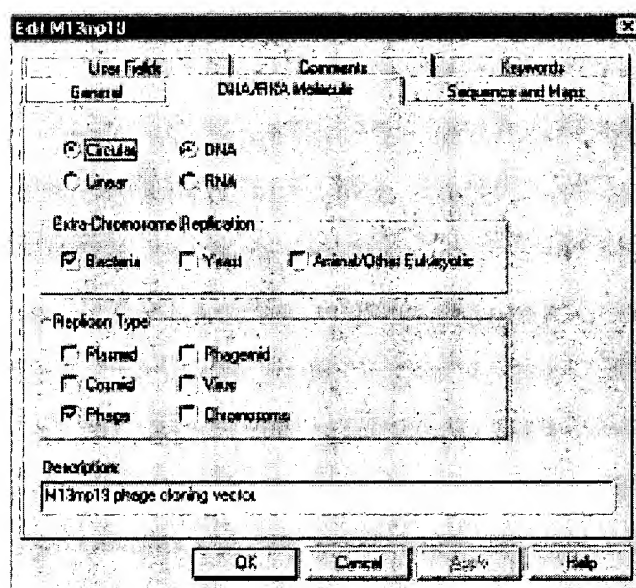 Edit M13mp19
User Fields Comments Keywords
General DNA/RNA Molecule Sequence and Maps
Circular DNA
Linear RNA
Extra-Chromosome Replication
Bacteria Yeast Animal/Other Eukaryotic
Replicon Type
Plasmid Phagemid
Cosmid Virus
Phage Chromosome
Description:
M13mp19 phage cloning vector
OK Cancel Apply Help